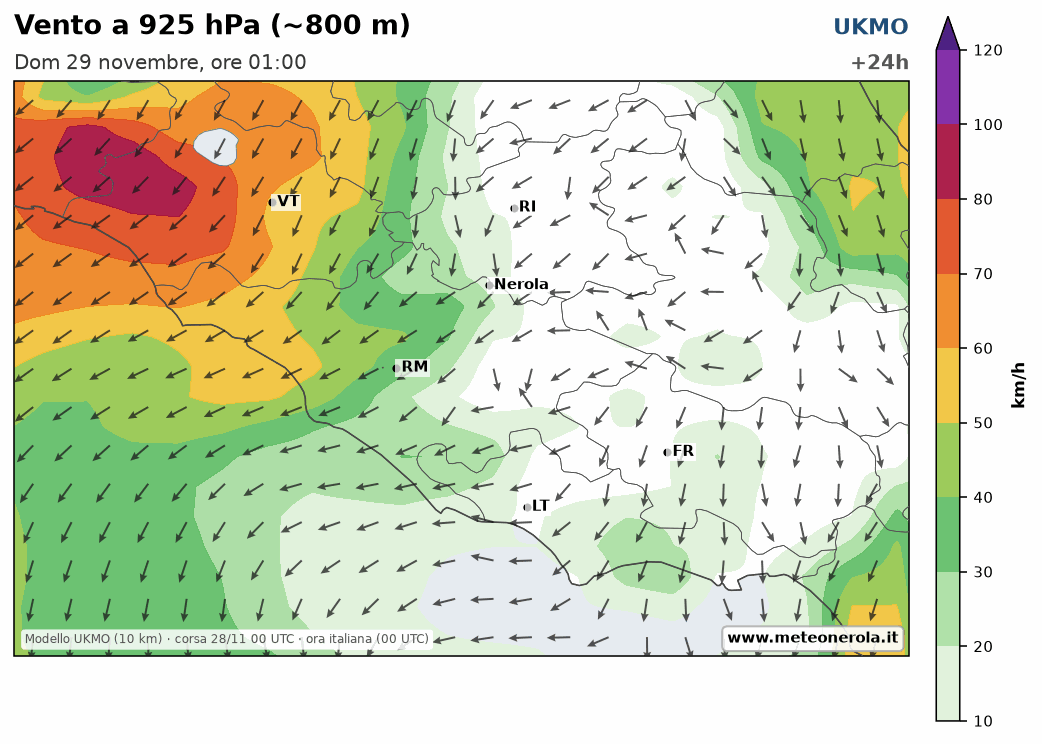 Vento a 925 hPa (~800 m)
UKMO
Dom 29 novembre, ore 01:00
+24h
120
100
80
70
60
50
40
30
20
10
km/h
VT
RI
Nerola
RM
FR
LT
Modello UKMO (10 km) · corsa 28/11 00 UTC · ora italiana (00 UTC)
www.meteonerola.it